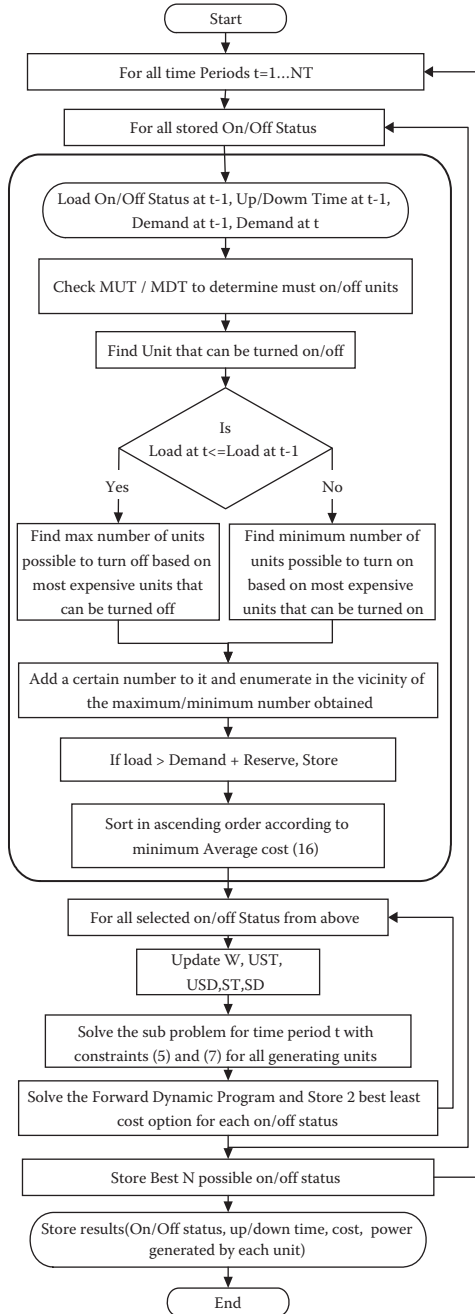 Start
For all time Periods t=1...NT
For all stored On/Off Status
Load On/Off Status at t-1, Up/Dowm Time at t-1,
Demand at t-1, Demand at t
Check MUT / MDT to determine must on/off units
Find Unit that can be turned on/off
Is
Load at t<=Load at t-1
Yes
No
Find max number of units
possible to turn off based on
most expensive units that
can be turned off
Find minimum number of
units possible to turn on
based on most expensive
units that can be turned on
Add a certain number to it and enumerate in the vicinity of
the maximum/minimum number obtained
If load > Demand + Reserve, Store
Sort in ascending order according to
minimum Average cost (16)
For all selected on/off Status from above
Update W, UST,
USD,ST,SD
Solve the sub problem for time period t with
constraints (5) and (7) for all generating units
Solve the Forward Dynamic Program and Store 2 best least
cost option for each on/off status
Store Best N possible on/off status
Store results(On/Off status, up/down time, cost, power
generated by each unit)
End